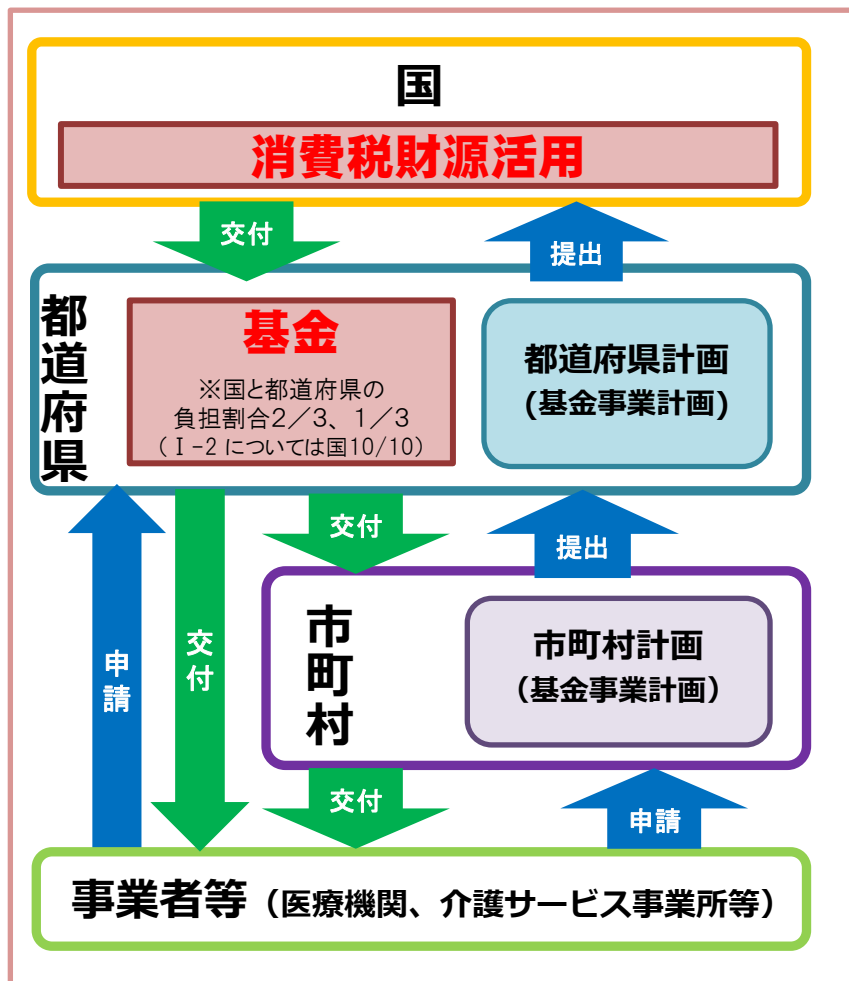 国
消費税財源活用
交付
提出
都道府県
基金
※国と都道府県の
負担割合2／3、1／3
（Ⅰ-2については国10/10）
都道府県計画
(基金事業計画)
交付
提出
申請
交付
市町村
市町村計画
（基金事業計画）
交付
申請
事業者等（医療機関、介護サービス事業所等）